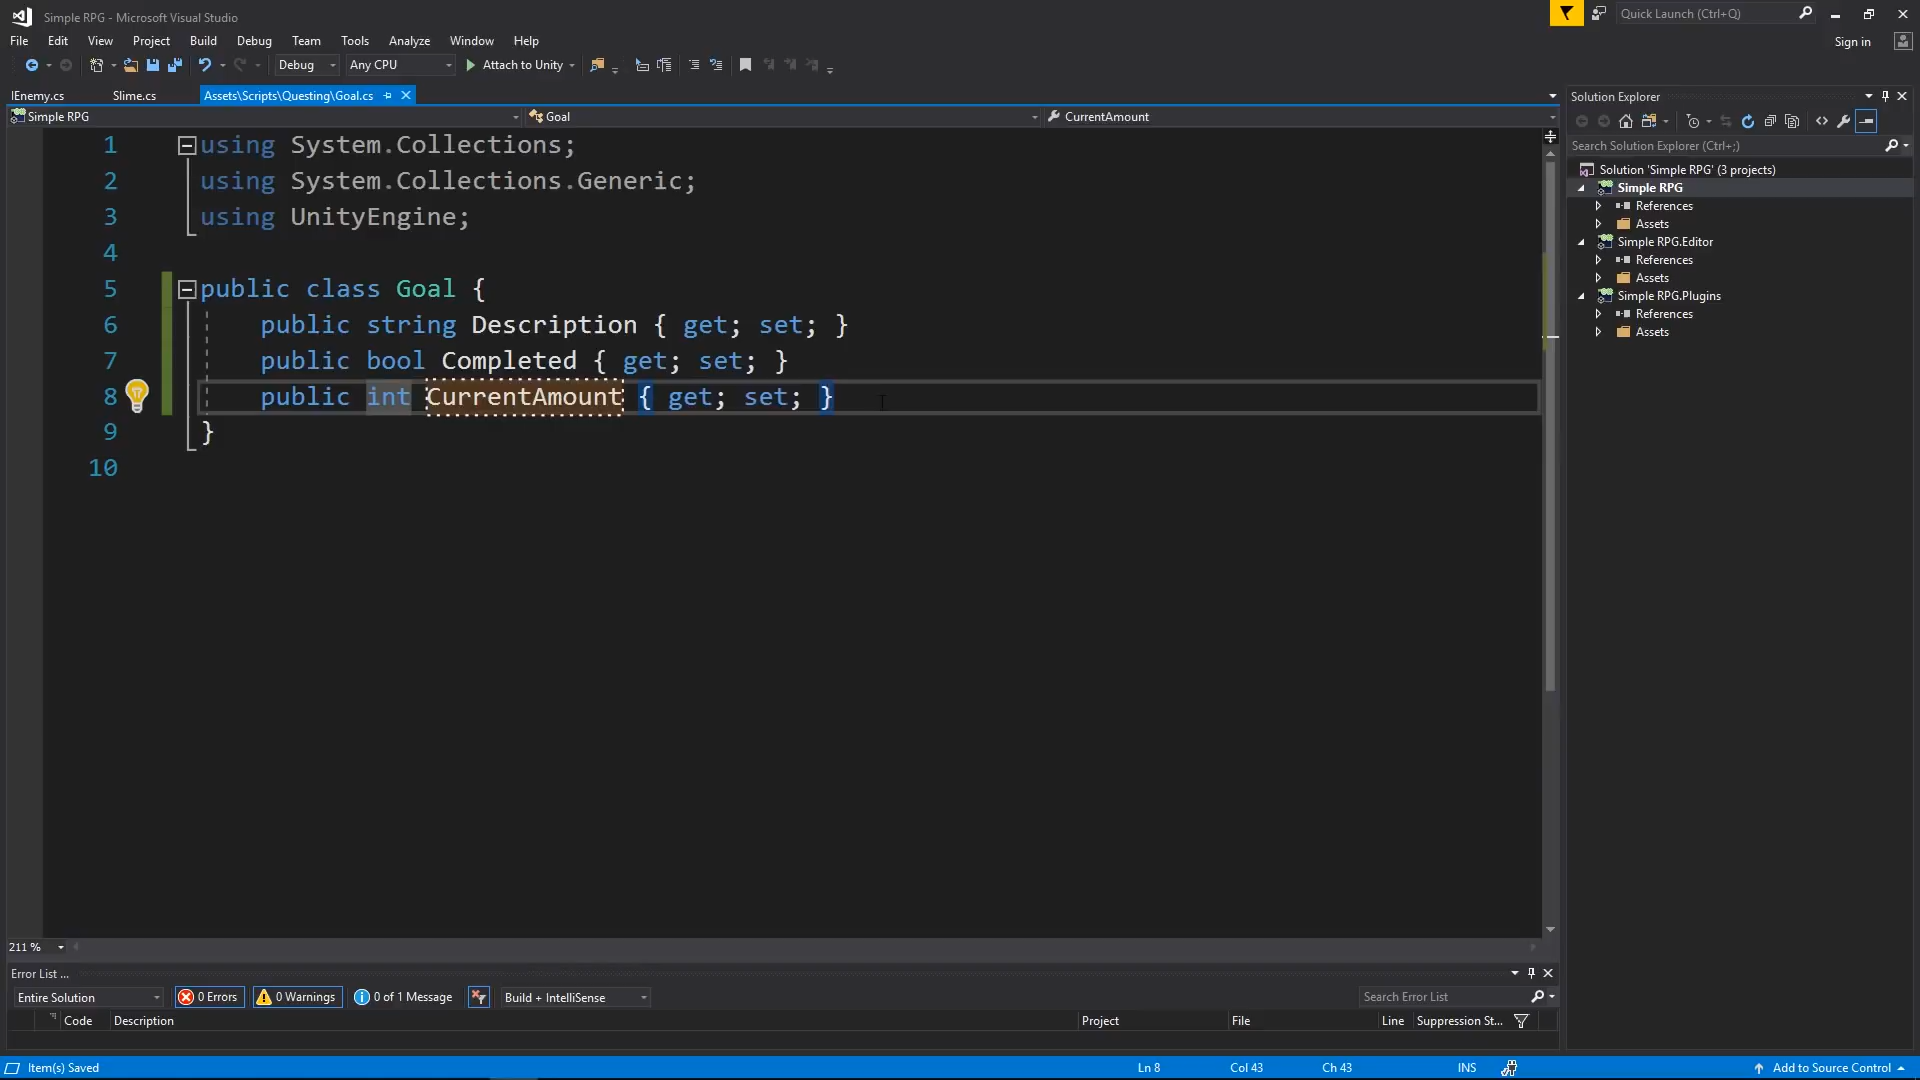 Simple RPG - Microsoft Visual Studio
Quick Launch (Ctrl+Q)
File Edit View Project Build Debug Team Tools Analyze Window Help
Sign in
Debug Any CPU Attach to Unity
IEnemy.cs Slime.cs Assets\Scripts\Questing\Goal.cs
Simple RPG Goal CurrentAmount
1 using System.Collections;
2 using System.Collections.Generic;
3 using UnityEngine;
4
5 public class Goal {
6 public string Description { get; set; }
7 public bool Completed { get; set; }
8 public int CurrentAmount { get; set; }
9 }
10
211 %
Solution Explorer
Search Solution Explorer (Ctrl+;)
Solution 'Simple RPG' (3 projects)
Simple RPG
References
Assets
Simple RPG.Editor
References
Assets
Simple RPG.Plugins
References
Assets
Error List ...
Entire Solution 0 Errors 0 Warnings 0 of 1 Message Build + IntelliSense Search Error List
Code Description Project File Line Suppression St...
Item(s) Saved Ln 8 Col 43 Ch 43 INS Add to Source Control